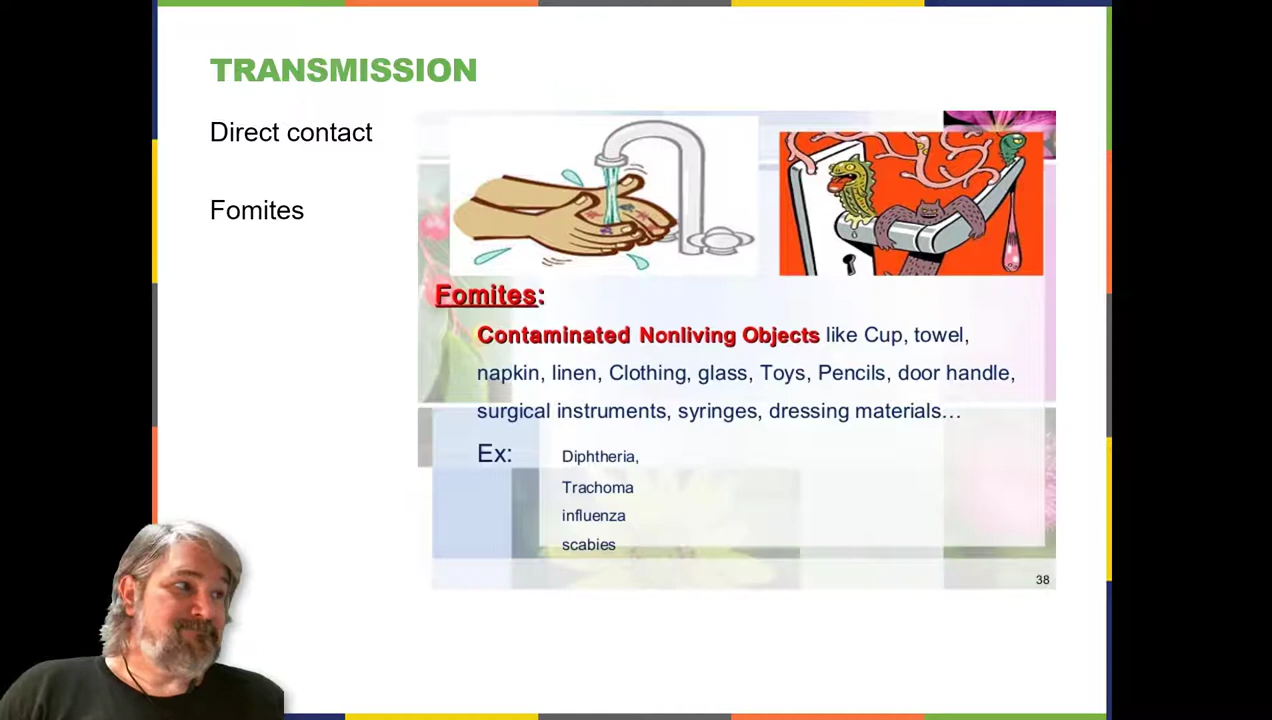 TRANSMISSION
Direct contact
Fomites
Fomites:
Contaminated Nonliving Objects like Cup, towel,
napkin, linen, Clothing, glass, Toys, Pencils, door handle,
surgical instruments, syringes, dressing materials…
Ex: Diphtheria,
Trachoma
influenza
scabies
38